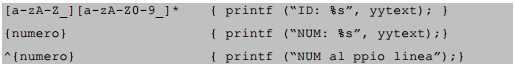 [a-zA-Z_][a-zA-Z0-9_]* { printf (“ID: %s”, yytext); }
{numero} { printf (“NUM: %s”, yytext);}
^{numero} { printf (“NUM al ppio linea”);}